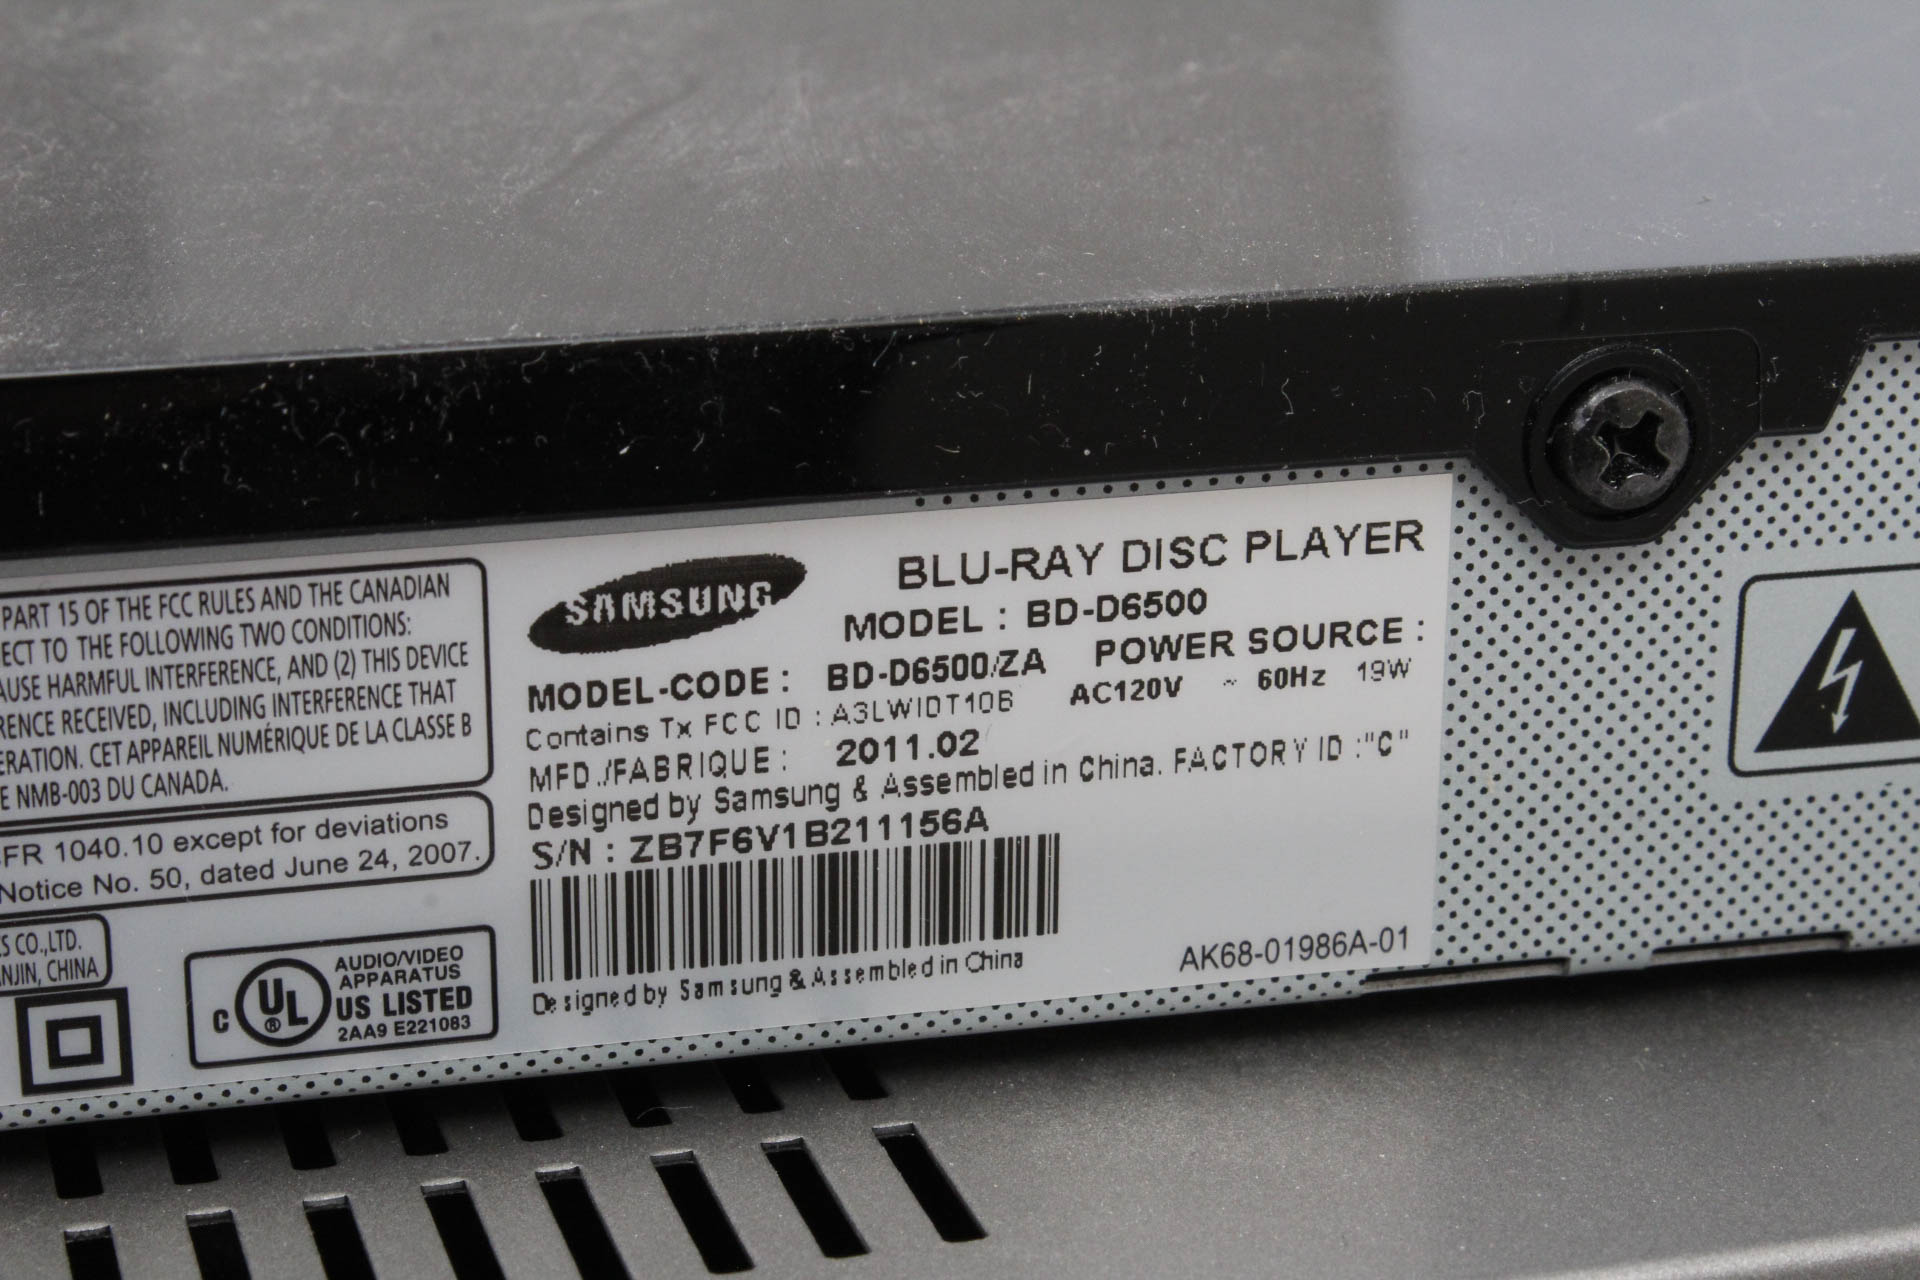 PART 15 OF THE FCC RULES AND THE CANADIAN
ECT TO THE FOLLOWING TWO CONDITIONS:
AUSE HARMFUL INTERFERENCE, AND (2) THIS DEVICE
RENCE RECEIVED, INCLUDING INTERFERENCE THAT
ERATION. CET APPAREIL NUMÉRIQUE DE LA CLASSE B
E NMB-003 DU CANADA.
FR 1040.10 except for deviations
Notice No. 50, dated June 24, 2007.
S CO.,LTD.
NJIN, CHINA
C UL ®
AUDIO/VIDEO
APPARATUS
US LISTED
2AA9 E221083
SAMSUNG
BLU-RAY DISC PLAYER
MODEL : BD-D6500
MODEL-CODE : BD-D6500/ZA
POWER SOURCE :
AC120V ~ 60Hz 19W
Contains Tx FCC ID : A3LWIDT10B
MFD./FABRIQUE : 2011.02
Designed by Samsung & Assembled in China. FACTORY ID :"C"
S/N : ZB7F6V1B211156A
Designed by Samsung & Assembled in China
AK68-01986A-01